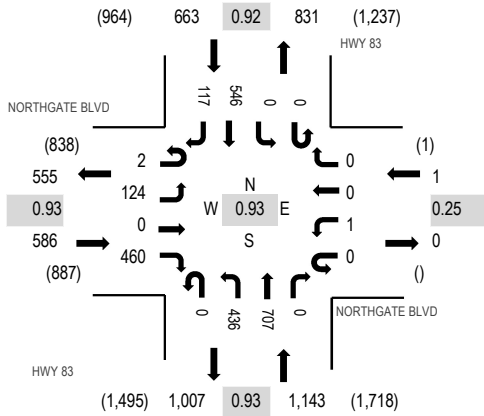 (964) 663 0.92 831 (1,237)
HWY 83
117 546 0 0
NORTHGATE BLVD
(838)
555
0.93
586
(887)
2
124
0
460
N
W 0.93 E
S
0
0
1
0
(1)
1
0.25
0
()
0 436 707 0
NORTHGATE BLVD
HWY 83
(1,495) 1,007 0.93 1,143 (1,718)